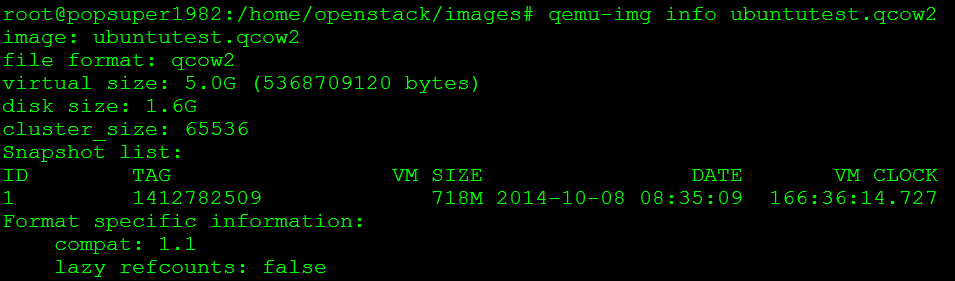 root@popsuper1982:/home/openstack/images# qemu-img info ubuntutest.qcow2
image: ubuntutest.qcow2
file format: qcow2
virtual size: 5.0G (5368709120 bytes)
disk size: 1.6G
cluster_size: 65536
Snapshot list:
ID        TAG                 VM SIZE                DATE       VM CLOCK
1         1412782509             718M 2014-10-08 08:35:09  166:36:14.727
Format specific information:
    compat: 1.1
    lazy refcounts: false